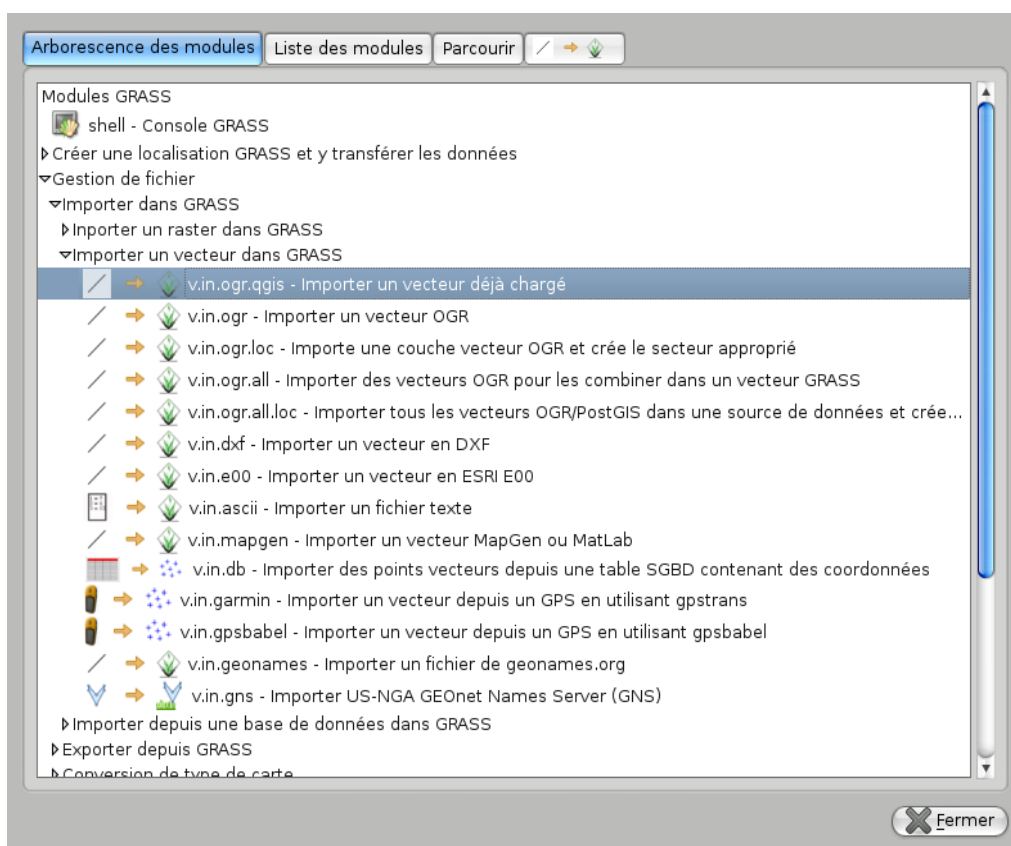 Arborescence des modules Liste des modules Parcourir
Modules GRASS
shell - Console GRASS
Créer une localisation GRASS et y transférer les données
Gestion de fichier
Importer dans GRASS
Inporter un raster dans GRASS
Importer un vecteur dans GRASS
v.in.ogr.qgis - Importer un vecteur déjà chargé
v.in.ogr - Importer un vecteur OGR
v.in.ogr.loc - Importe une couche vecteur OGR et crée le secteur approprié
v.in.ogr.all - Importer des vecteurs OGR pour les combiner dans un vecteur GRASS
v.in.ogr.all.loc - Importer tous les vecteurs OGR/PostGIS dans une source de données et crée...
v.in.dxf - Importer un vecteur en DXF
v.in.e00 - Importer un vecteur en ESRI E00
v.in.ascii - Importer un fichier texte
v.in.mapgen - Importer un vecteur MapGen ou MatLab
v.in.db - Importer des points vecteurs depuis une table SGBD contenant des coordonnées
v.in.garmin - Importer un vecteur depuis un GPS en utilisant gpstrans
v.in.gpsbabel - Importer un vecteur depuis un GPS en utilisant gpsbabel
v.in.geonames - Importer un fichier de geonames.org
v.in.gns - Importer US-NGA GEOnet Names Server (GNS)
Importer depuis une base de données dans GRASS
Exporter depuis GRASS
Conversion de type de carte
Fermer